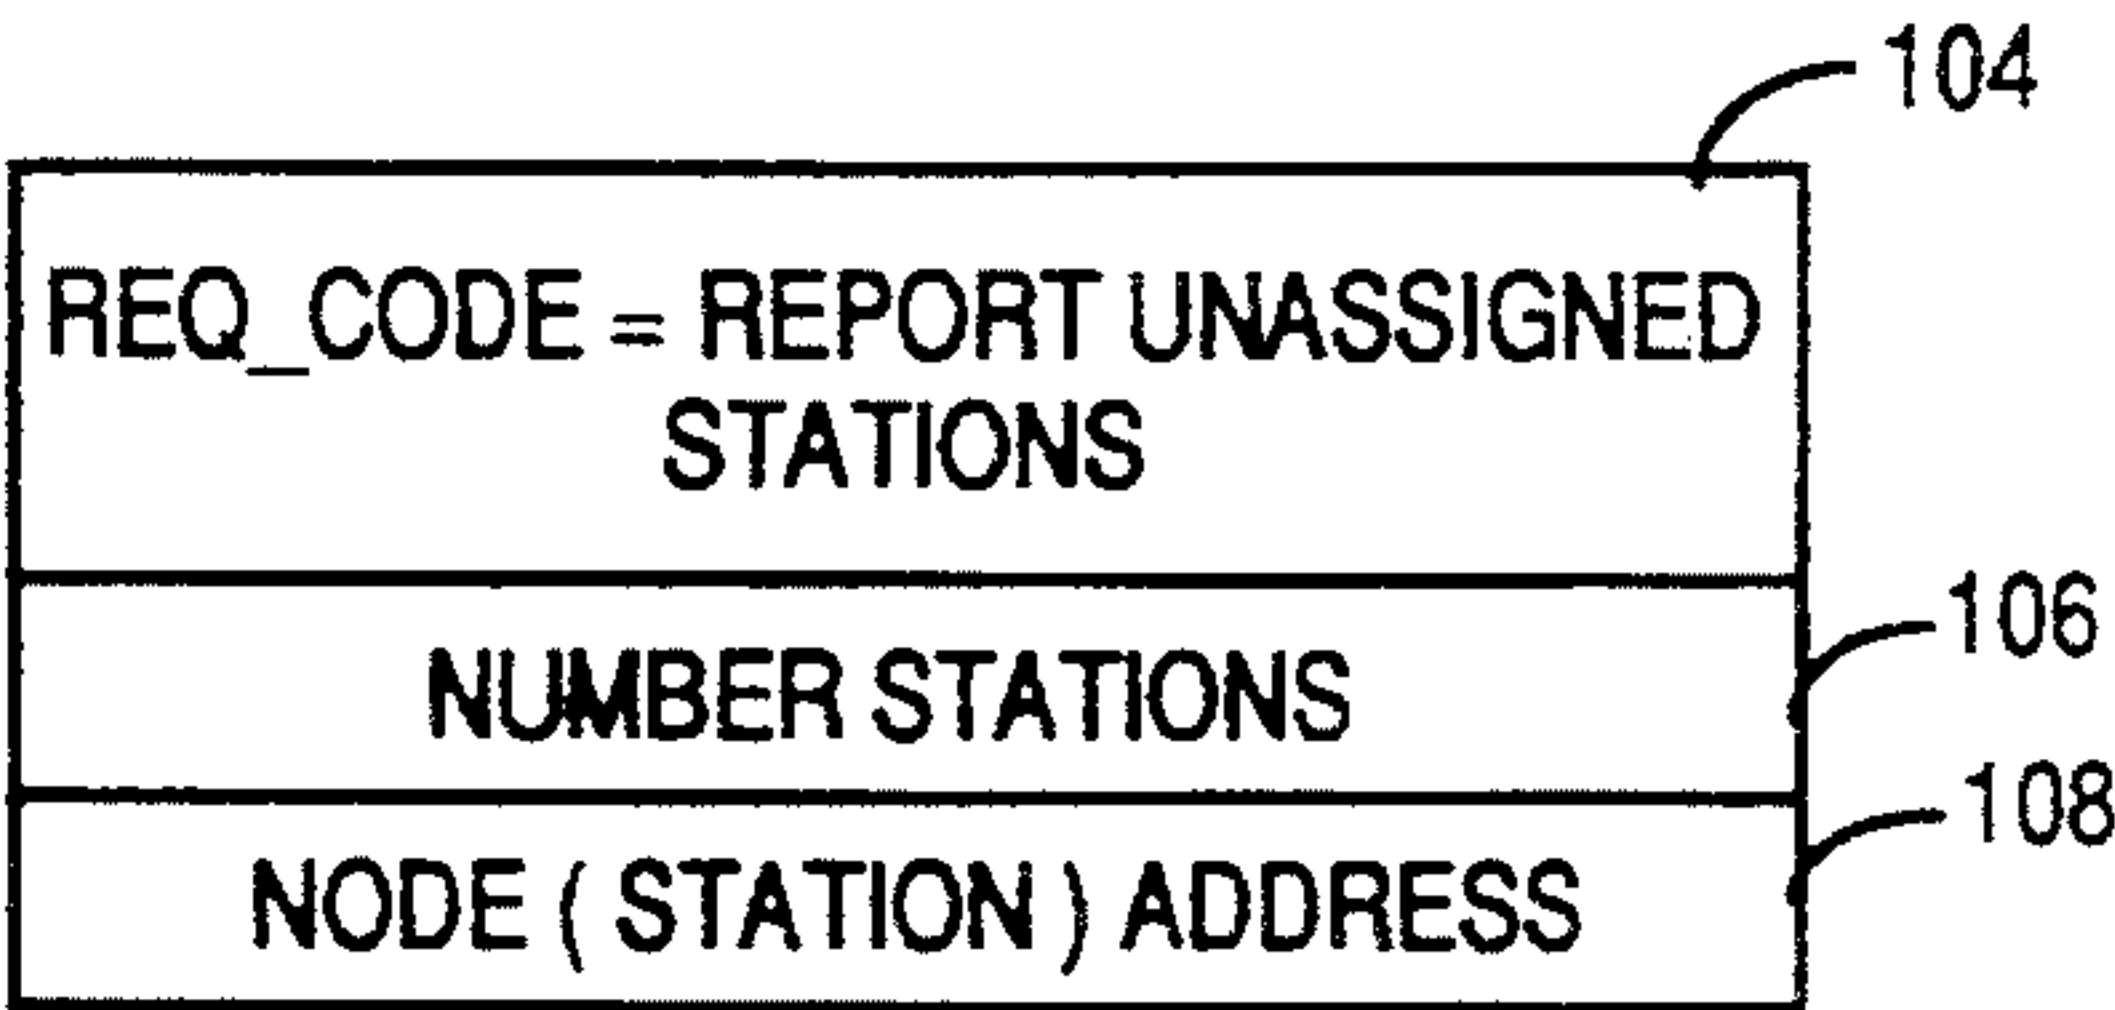 104
REQ_CODE = REPORT UNASSIGNED
STATIONS
106
NUMBER STATIONS
108
NODE ( STATION ) ADDRESS